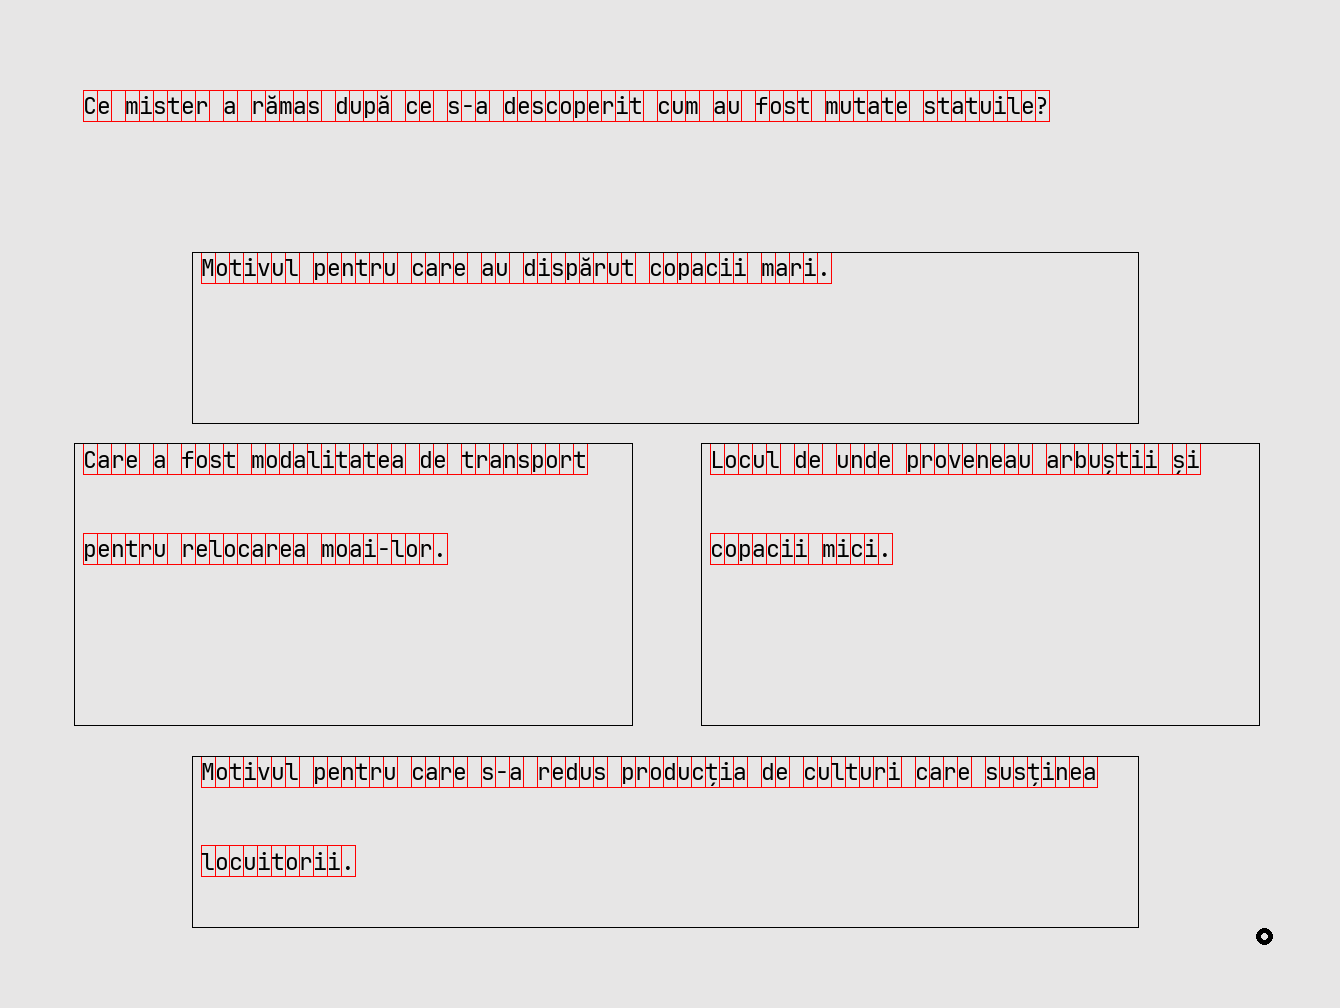 Ce mister a rămas după ce s-a descoperit cum au fost mutate statuile?
Motivul pentru care au dispărut copacii mari.
Care a fost modalitatea de transport
pentru relocarea moai-lor.
Locul de unde proveneau arbuștii și
copacii mici.
Motivul pentru care s-a redus producția de culturi care susținea
locuitorii.